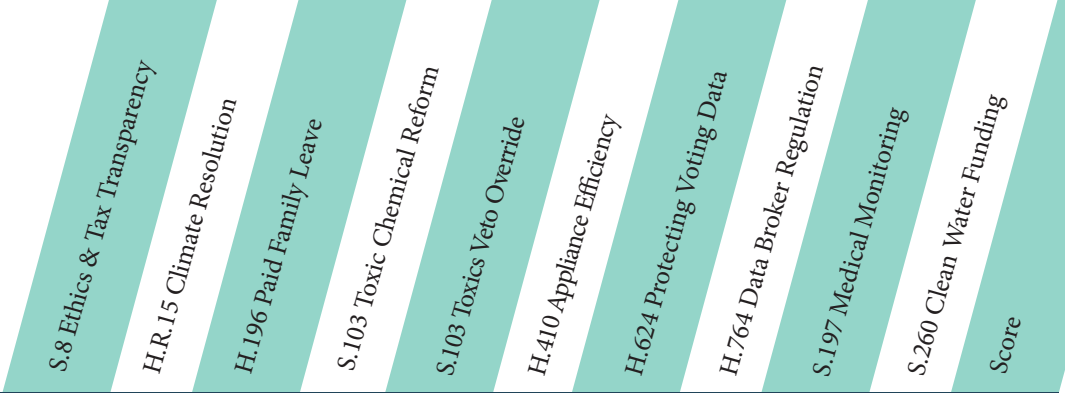 S.8 Ethics & Tax Transparency
H.R.15 Climate Resolution
H.196 Paid Family Leave
S.103 Toxic Chemical Reform
S.103 Toxics Veto Override
H.410 Appliance Efficiency
H.624 Protecting Voting Data
H.764 Data Broker Regulation
S.197 Medical Monitoring
S.260 Clean Water Funding
Score